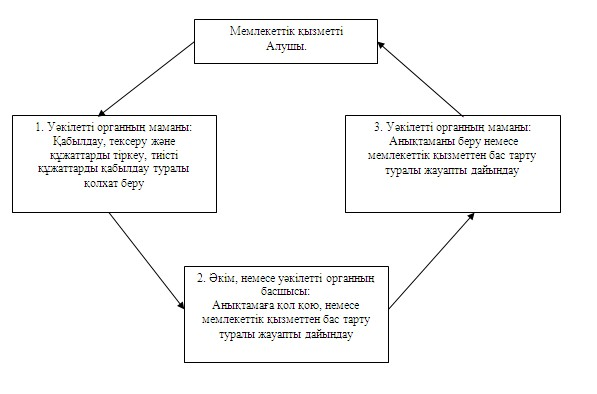 Мемлекеттік қызметті
Алушы.
1. Уәкілетті органның маманы:
Қабылдау, тексеру және
құжаттарды тіркеу, тиісті
құжаттарды қабылдау туралы
қолхат беру
3. Уәкілетті органның маманы:
Анықтаманы беру немесе
мемлекеттік қызметтен бас тарту
туралы жауапты дайындау
2. Әкім, немесе уәкілетті органның
басшысы:
Анықтамаға қол қою, немесе
мемлекеттік қызметтен бас тарту
туралы жауапты дайындау